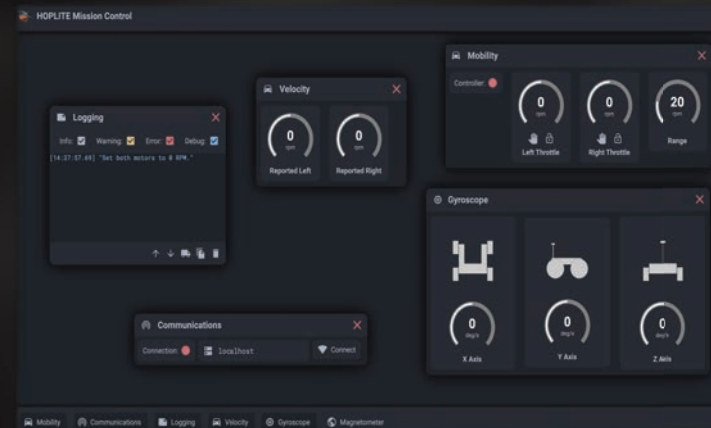 HOPLITE Mission Control
Mobility
Controller:
0
rpm
Left Throttle
0
rpm
Right Throttle
20
rpm
Range
Velocity
0
rpm
Reported Left
0
rpm
Reported Right
Logging
Info: Warning: Error: Debug:
[14:37:57.69] "Set both motors to 0 RPM."
Gyroscope
0
deg/s
X Axis
0
deg/s
Y Axis
0
deg/s
Z Axis
Communications
Connection: localhost Connect
Mobility Communications Logging Velocity Gyroscope Magnetometer